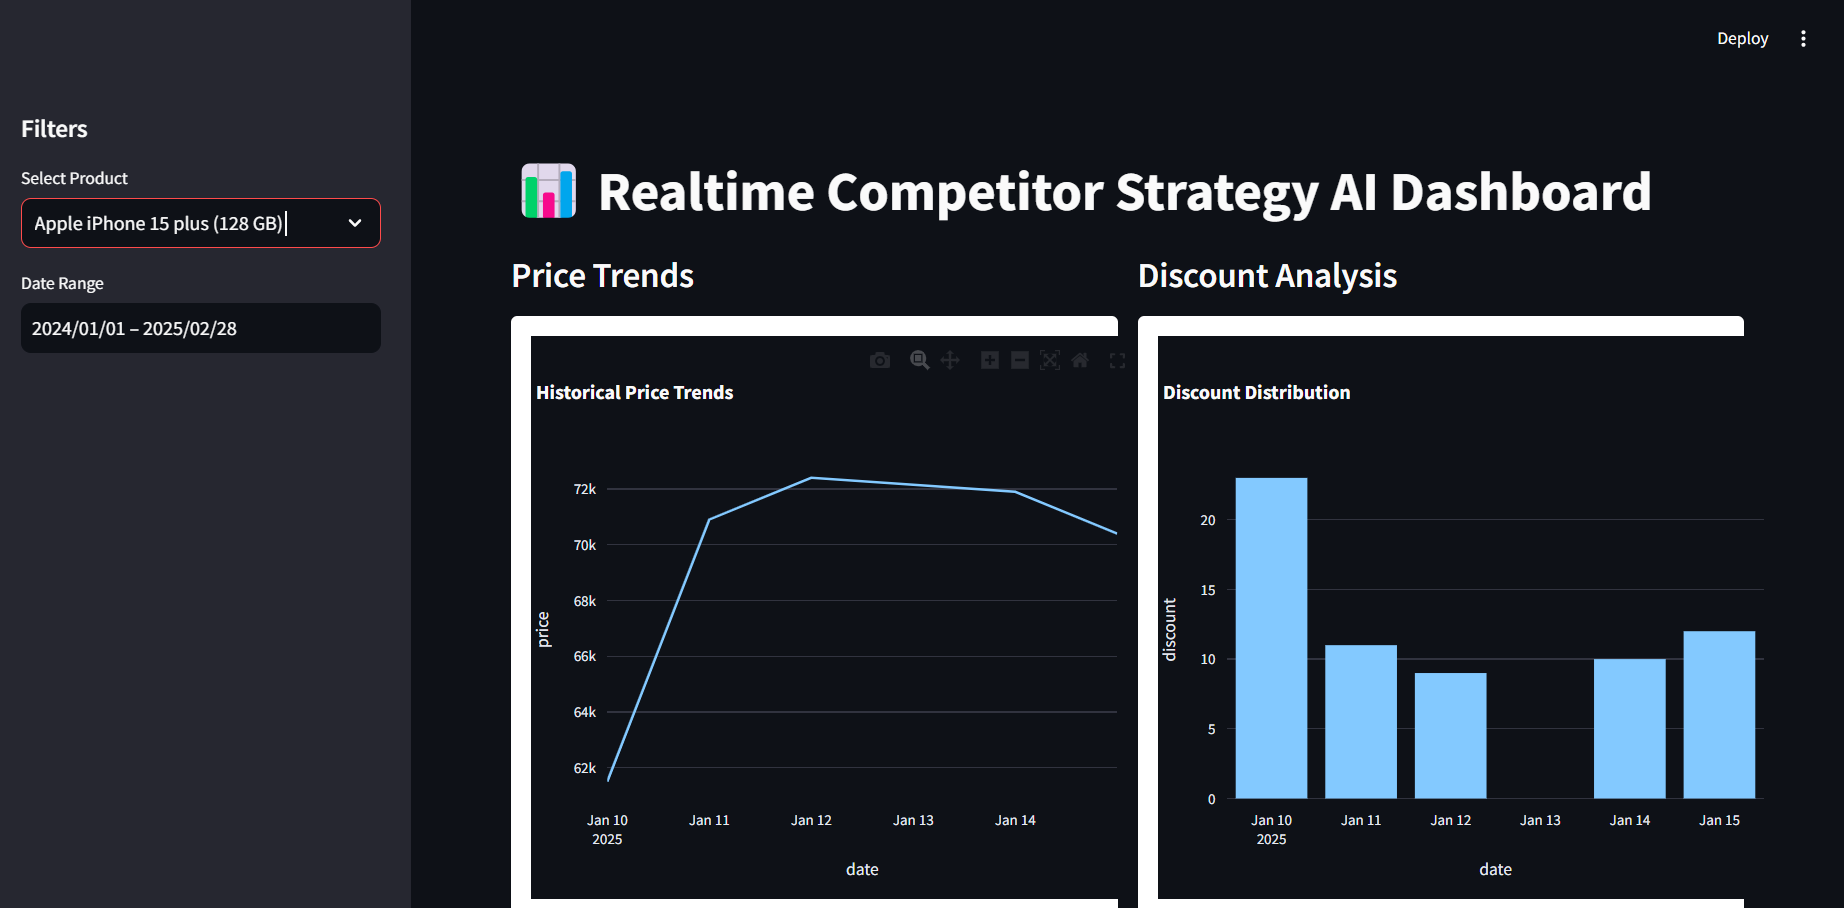 Deploy
Filters
Select Product
Apple iPhone 15 plus (128 GB)
Date Range
2024/01/01 – 2025/02/28
Realtime Competitor Strategy AI Dashboard
Price Trends
Historical Price Trends
72k
70k
68k
66k
64k
62k
price
Jan 10 Jan 11 Jan 12 Jan 13 Jan 14
2025
date
Discount Analysis
Discount Distribution
20
15
10
5
0
discount
Jan 10 Jan 11 Jan 12 Jan 13 Jan 14 Jan 15
2025
date